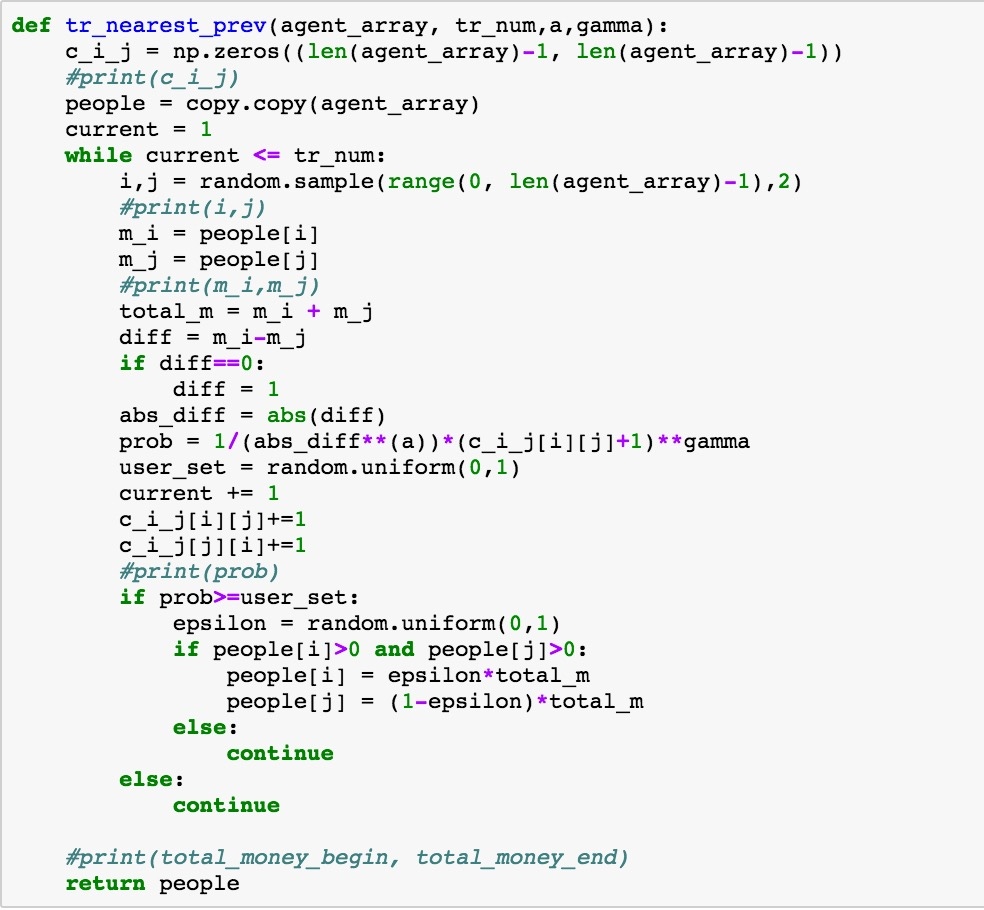 def tr_nearest_prev(agent_array, tr_num,a,gamma):
    c_i_j = np.zeros((len(agent_array)-1, len(agent_array)-1))
    #print(c_i_j)
    people = copy.copy(agent_array)
    current = 1
    while current <= tr_num:
        i,j = random.sample(range(0, len(agent_array)-1),2)
        #print(i,j)
        m_i = people[i]
        m_j = people[j]
        #print(m_i,m_j)
        total_m = m_i + m_j
        diff = m_i-m_j
        if diff==0:
            diff = 1
        abs_diff = abs(diff)
        prob = 1/(abs_diff**(a))*(c_i_j[i][j]+1)**gamma
        user_set = random.uniform(0,1)
        current += 1
        c_i_j[i][j]+=1
        c_i_j[j][i]+=1
        #print(prob)
        if prob>=user_set:
            epsilon = random.uniform(0,1)
            if people[i]>0 and people[j]>0:
                people[i] = epsilon*total_m
                people[j] = (1-epsilon)*total_m
            else:
                continue
        else:
            continue

    #print(total_money_begin, total_money_end)
    return people